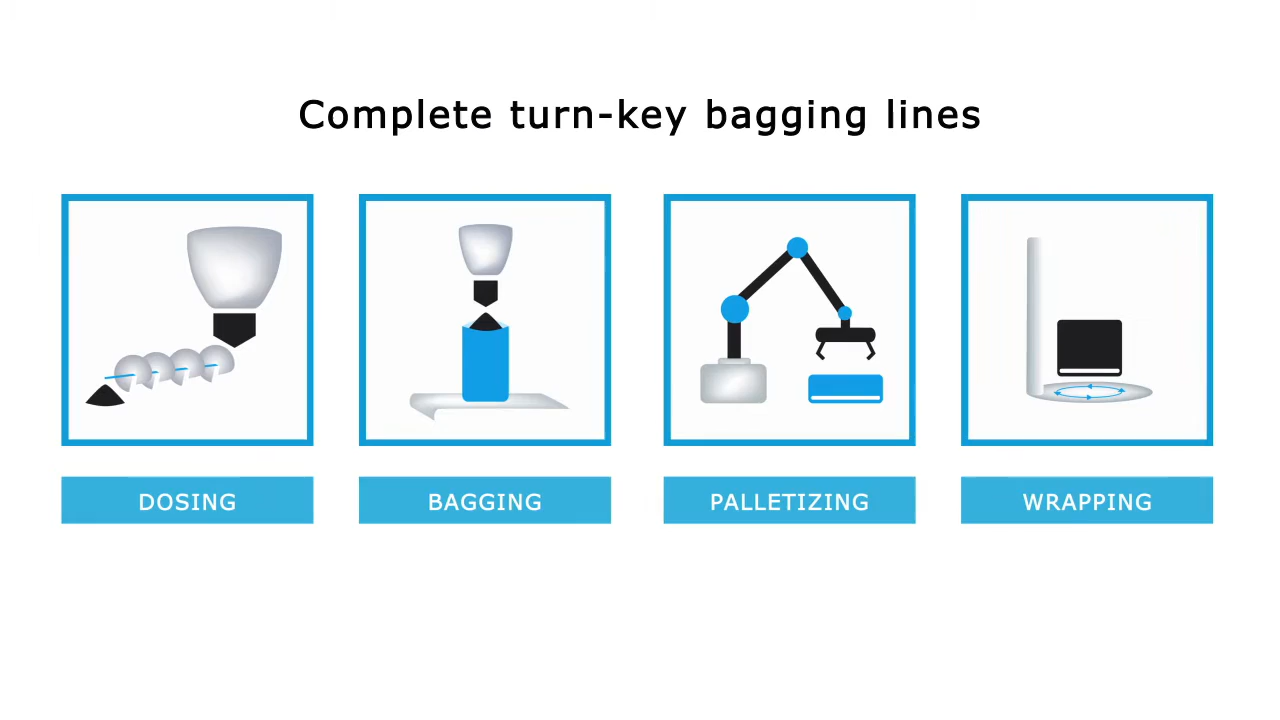 Complete turn-key bagging lines
DOSING
BAGGING
PALLETIZING
WRAPPING